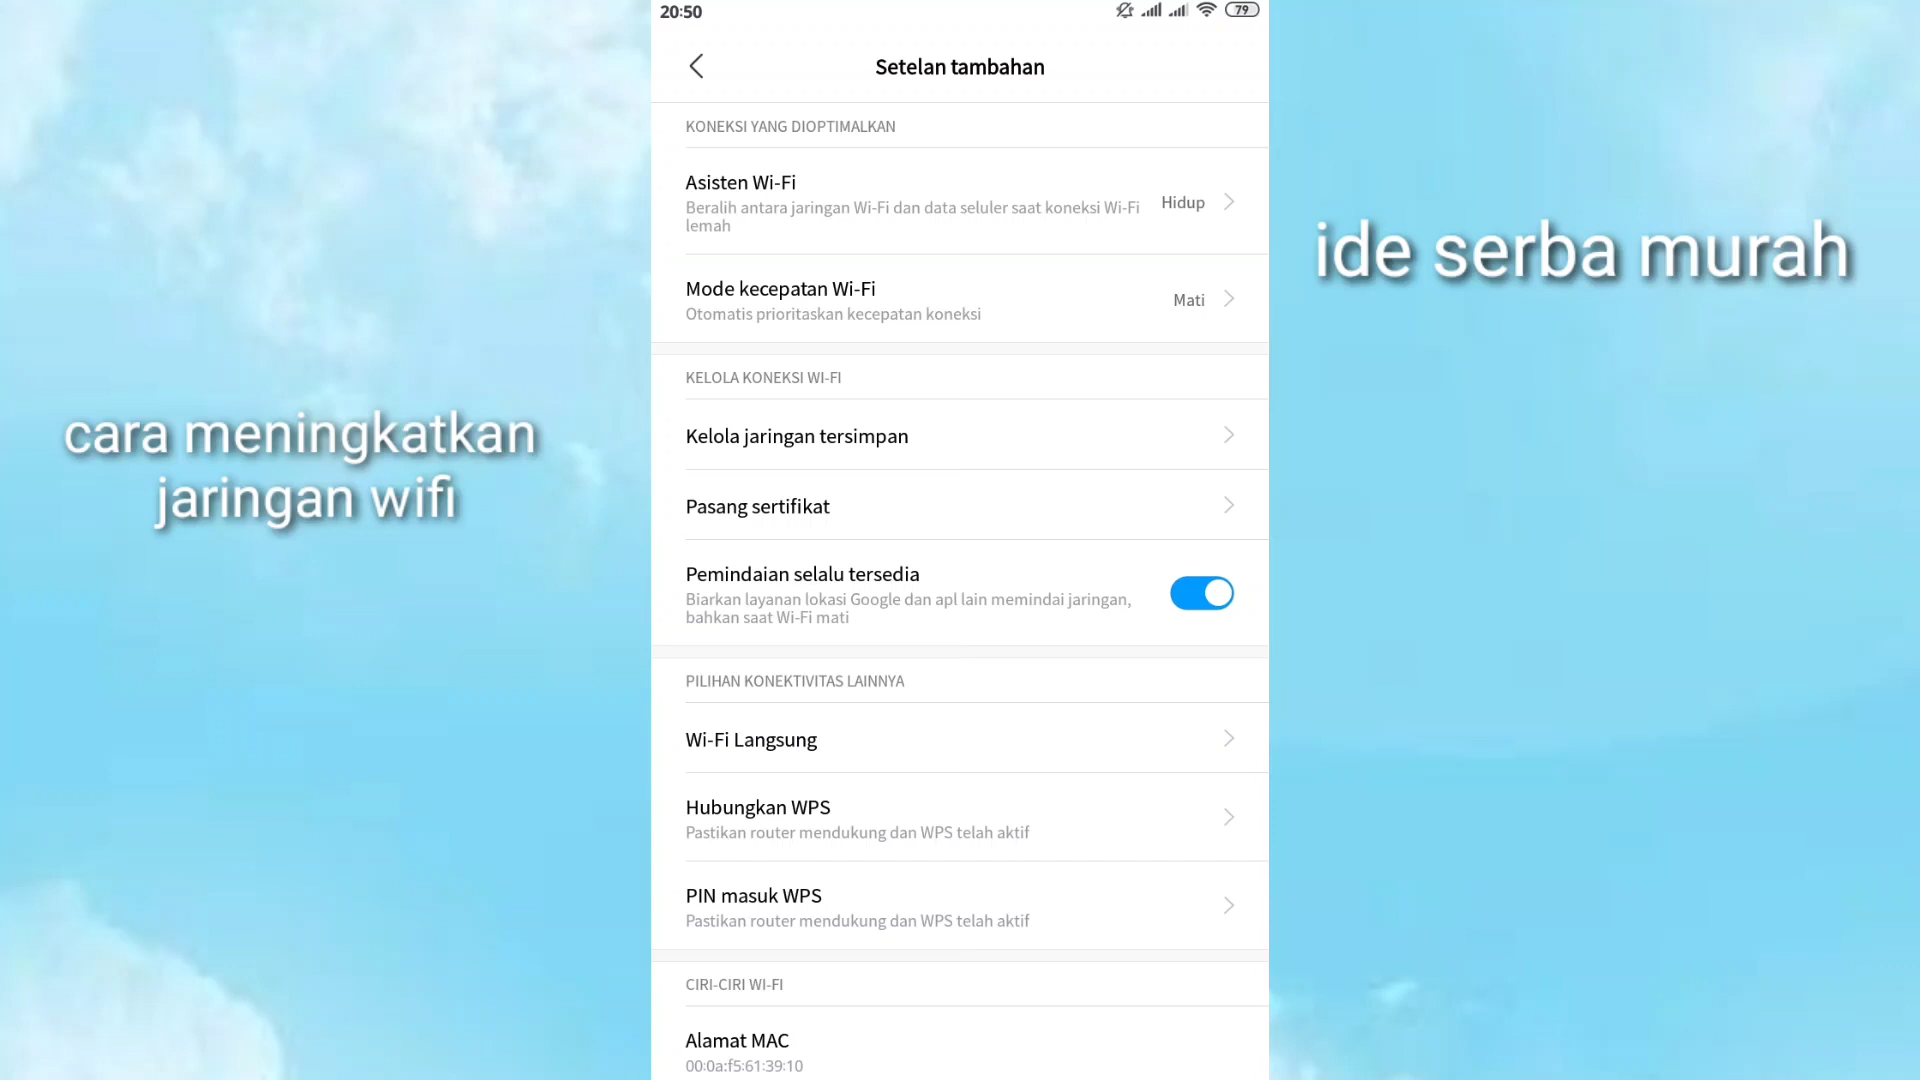 20:50
79
Setelan tambahan
KONEKSI YANG DIOPTIMALKAN
Asisten Wi-Fi
Beralih antara jaringan Wi-Fi dan data seluler saat koneksi Wi-Fi
lemah
Hidup
Mode kecepatan Wi-Fi
Otomatis prioritaskan kecepatan koneksi
Mati
KELOLA KONEKSI WI-FI
Kelola jaringan tersimpan
Pasang sertifikat
Pemindaian selalu tersedia
Biarkan layanan lokasi Google dan apl lain memindai jaringan,
bahkan saat Wi-Fi mati
PILIHAN KONEKTIVITAS LAINNYA
Wi-Fi Langsung
Hubungkan WPS
Pastikan router mendukung dan WPS telah aktif
PIN masuk WPS
Pastikan router mendukung dan WPS telah aktif
CIRI-CIRI WI-FI
Alamat MAC
00:0a:f5:61:39:10
cara meningkatkan
jaringan wifi
ide serba murah